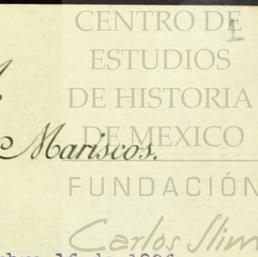 CENTRO DE
ESTUDIOS
DE HISTORIA
DE MEXICO
Mariscos.
FUNDACIÓN
Carlos Slim